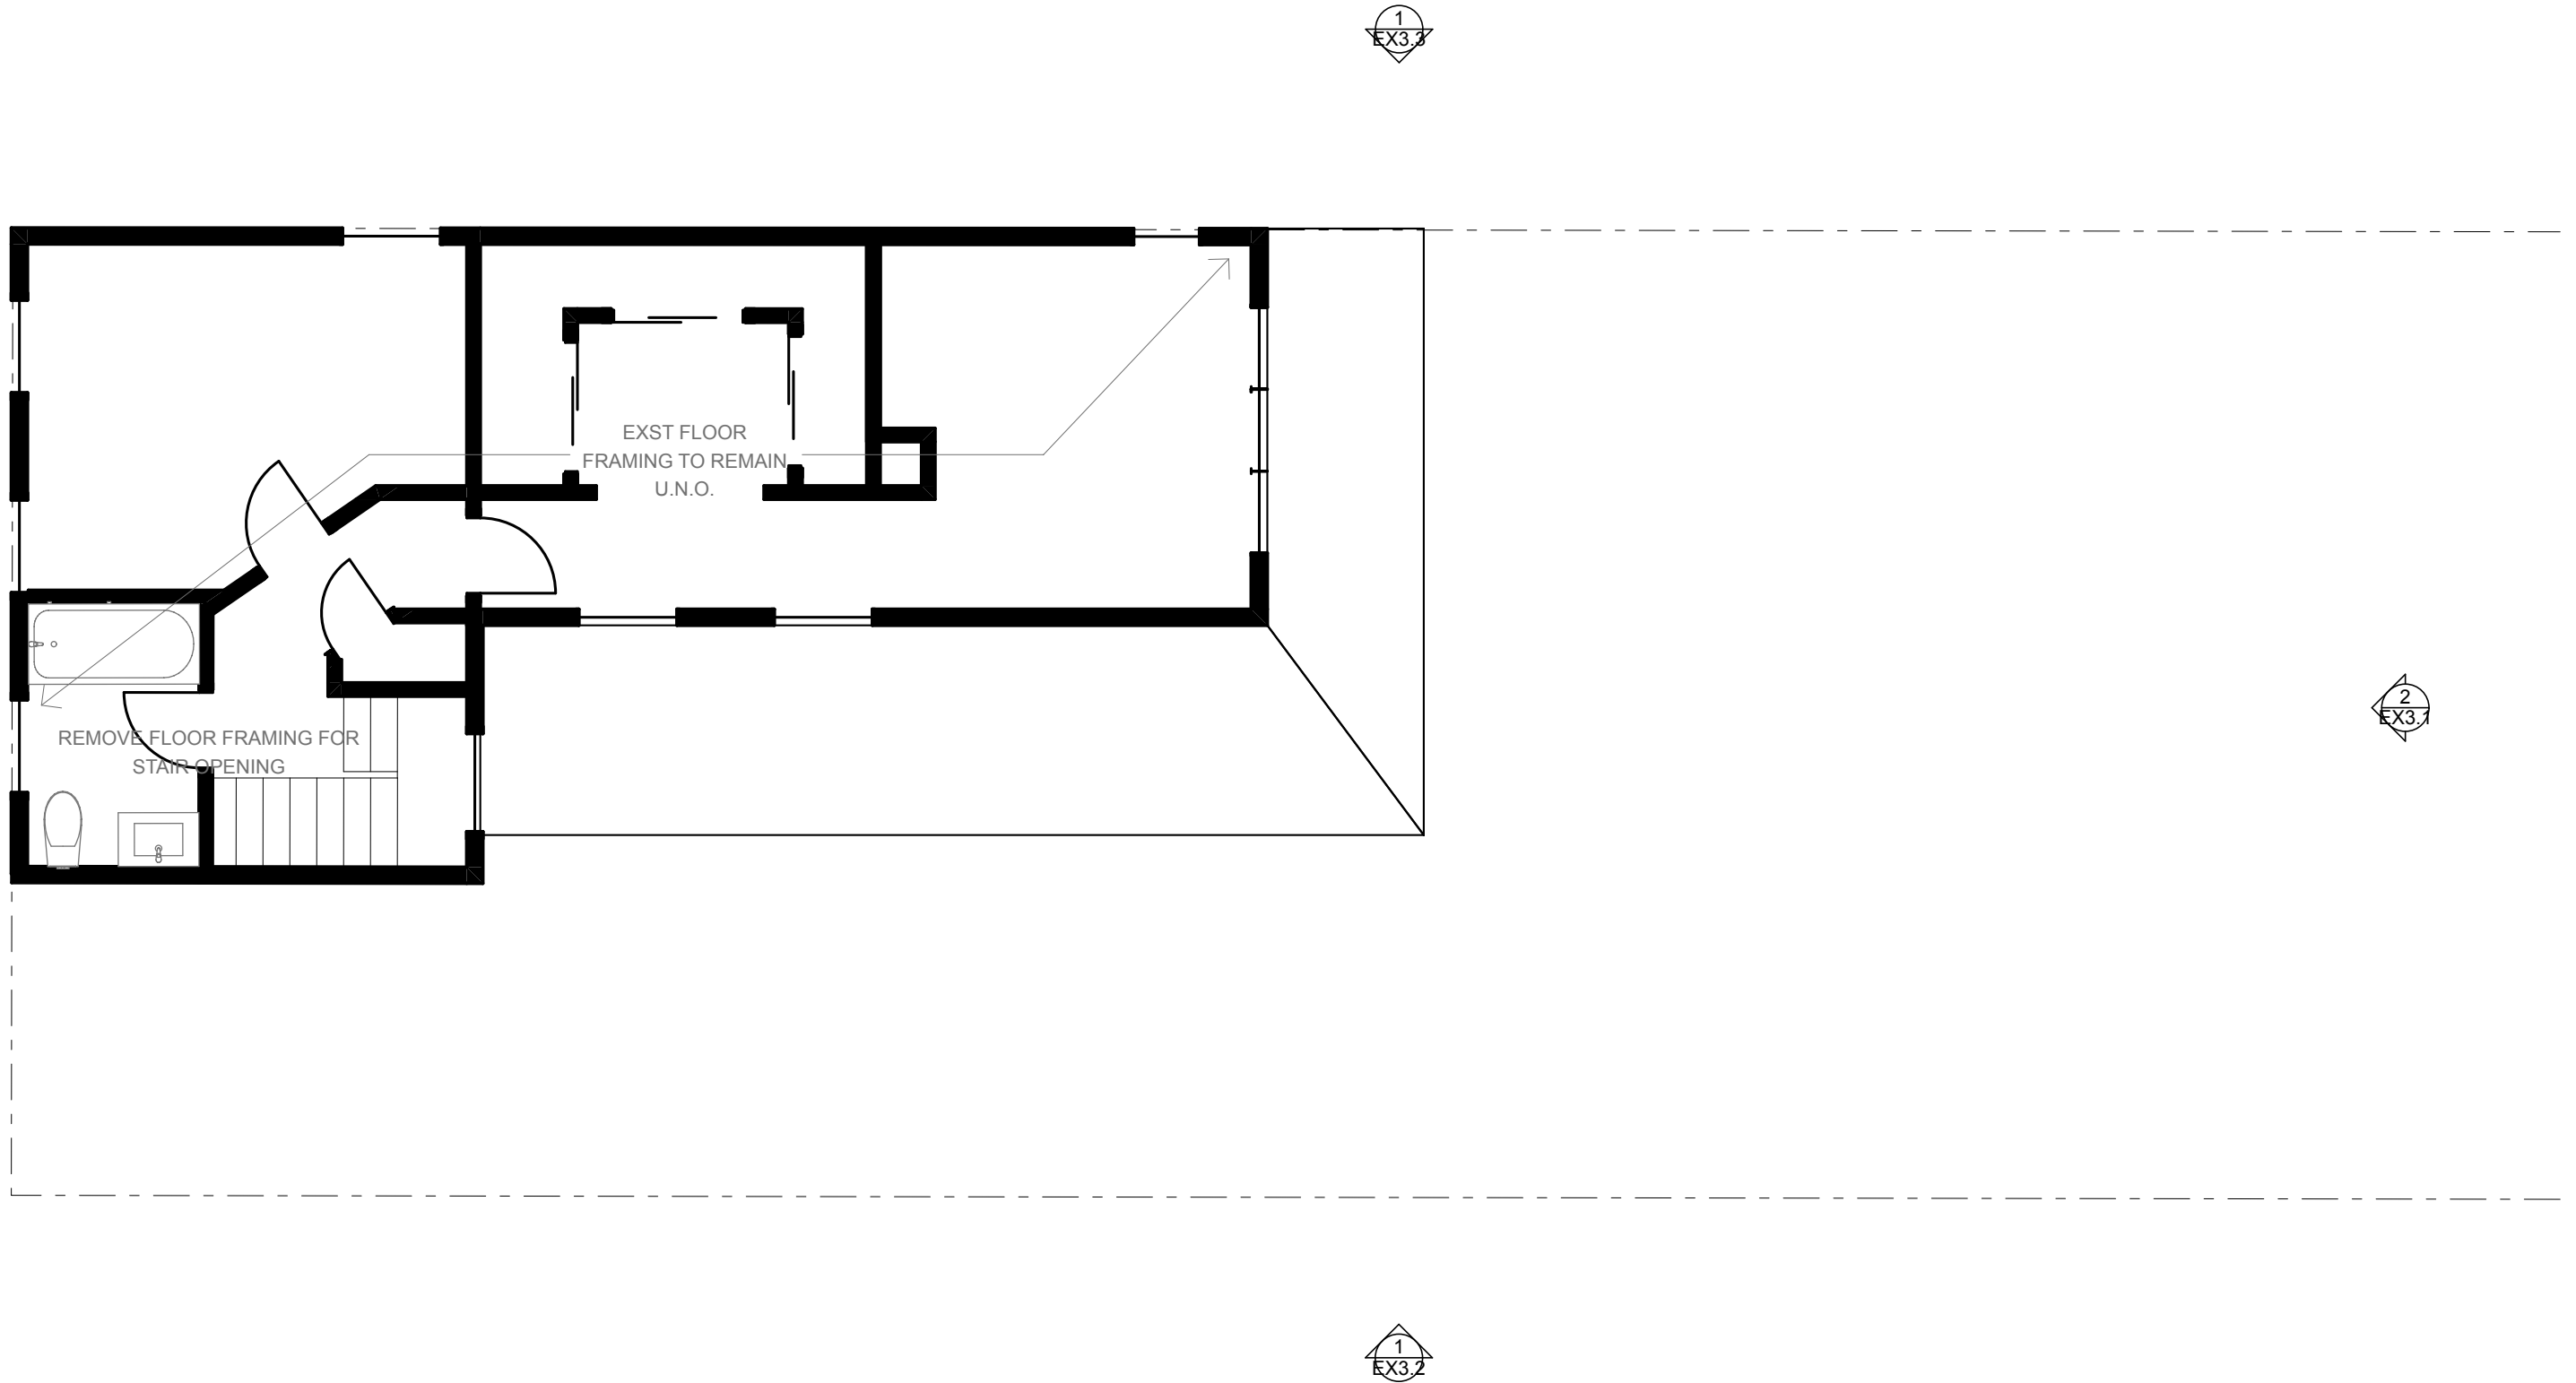 1
EX3.3
EXST FLOOR
FRAMING TO REMAIN
U.N.O.
2
EX3.1
REMOVE FLOOR FRAMING FOR
STAIR OPENING
1
EX3.2